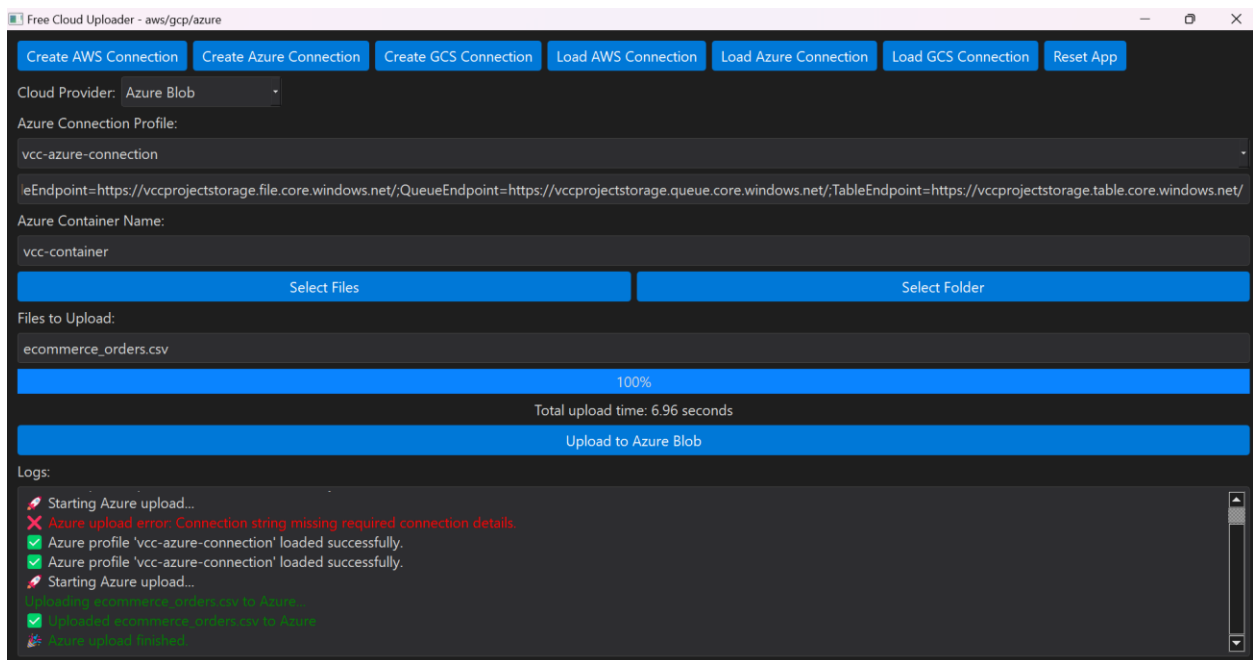 Free Cloud Uploader - aws/gcp/azure
Create AWS Connection Create Azure Connection Create GCS Connection Load AWS Connection Load Azure Connection Load GCS Connection Reset App
Cloud Provider: Azure Blob
Azure Connection Profile:
vcc-azure-connection
eEndpoint=https://vccprojectstorage.file.core.windows.net/;QueueEndpoint=https://vccprojectstorage.queue.core.windows.net/;TableEndpoint=https://vccprojectstorage.table.core.windows.net/
Azure Container Name:
vcc-container
Select Files Select Folder
Files to Upload:
ecommerce_orders.csv
100%
Total upload time: 6.96 seconds
Upload to Azure Blob
Logs:
🚀 Starting Azure upload...
❌ Azure upload error: Connection string missing required connection details.
✅ Azure profile 'vcc-azure-connection' loaded successfully.
✅ Azure profile 'vcc-azure-connection' loaded successfully.
🚀 Starting Azure upload...
Uploading ecommerce_orders.csv to Azure...
✅ Uploaded ecommerce_orders.csv to Azure
🎉 Azure upload finished.